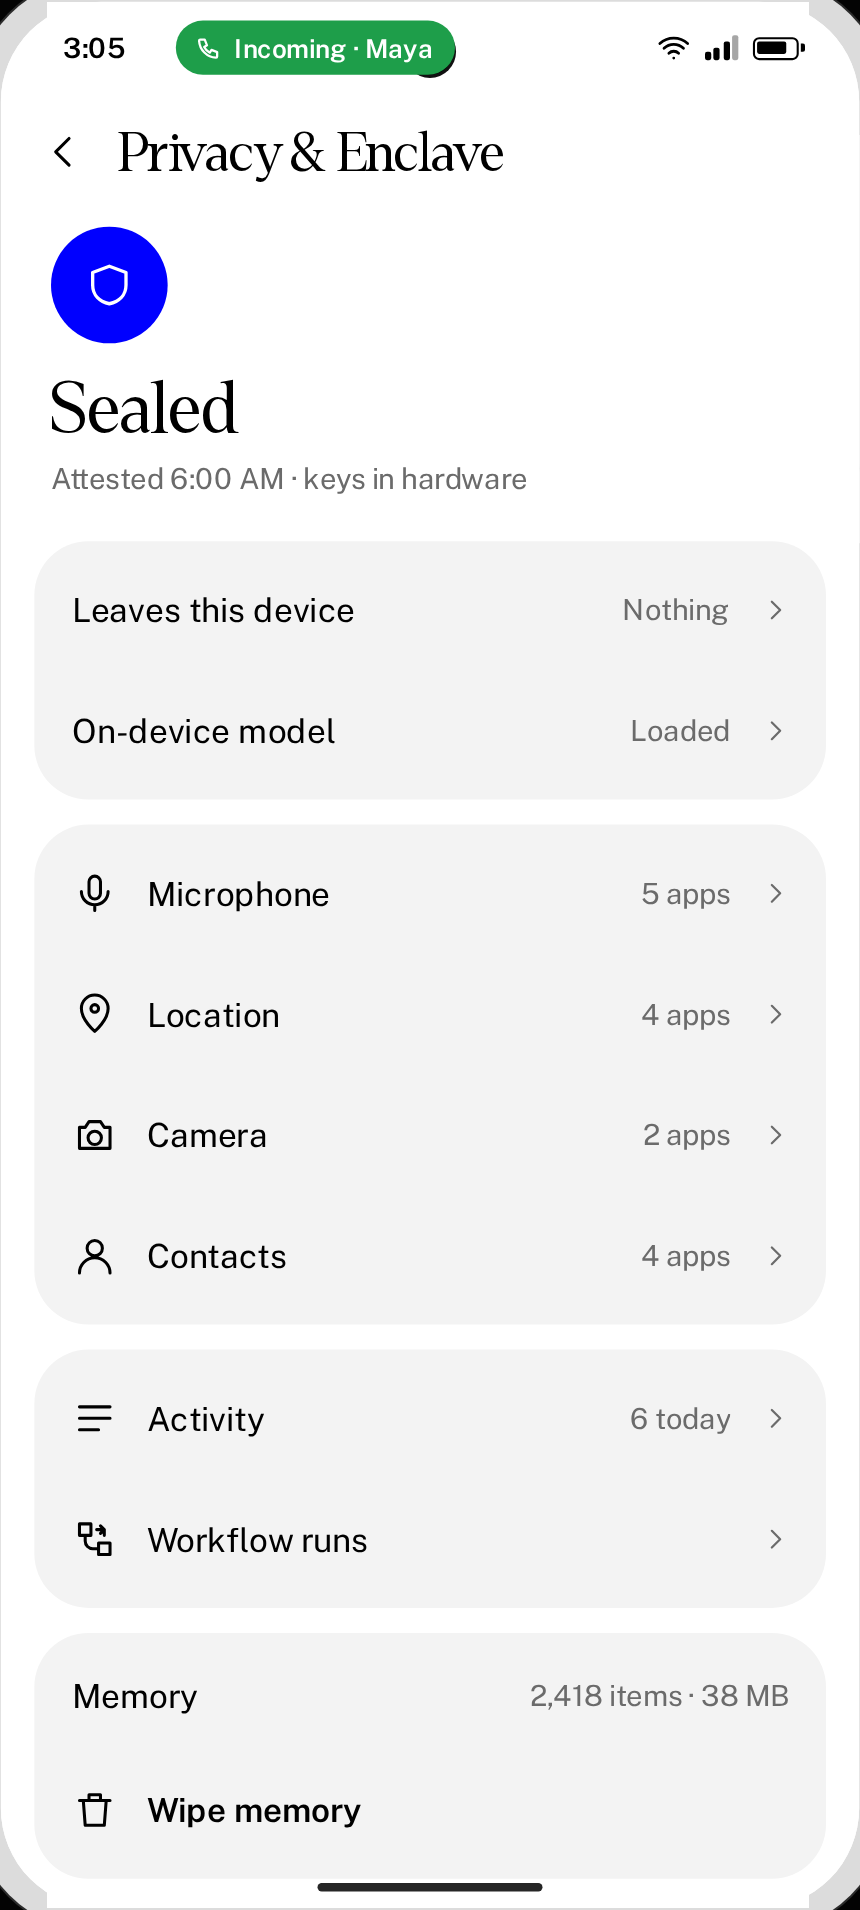 3:05
Incoming · Maya
Privacy & Enclave
Sealed
Attested 6:00 AM · keys in hardware
Leaves this device Nothing
On-device model Loaded
Microphone 5 apps
Location 4 apps
Camera 2 apps
Contacts 4 apps
Activity 6 today
Workflow runs
Memory 2,418 items · 38 MB
Wipe memory